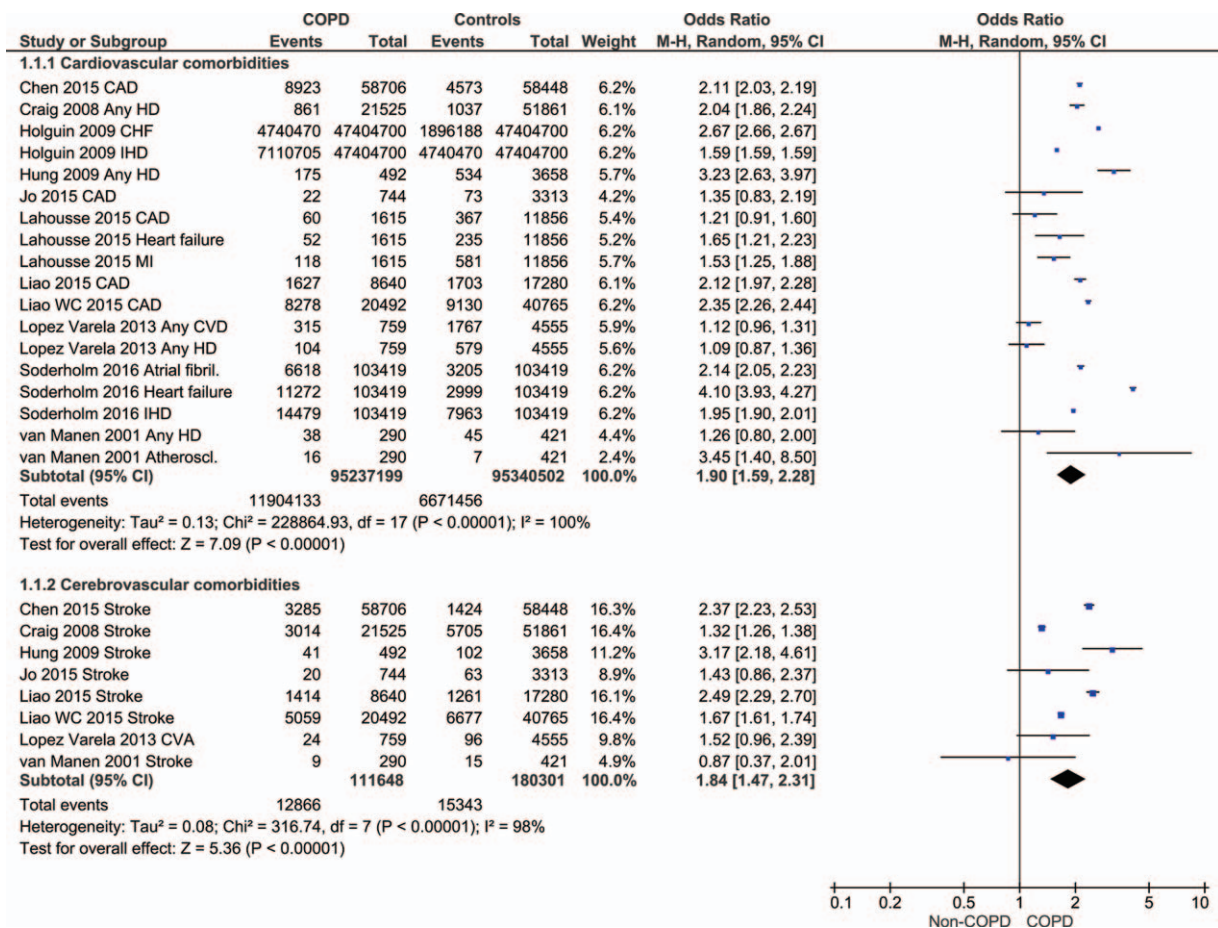 COPD Controls Odds Ratio Odds Ratio
Study or Subgroup Events Total Events Total Weight M-H, Random, 95% CI M-H, Random, 95% CI
1.1.1 Cardiovascular comorbidities
Chen 2015 CAD 8923 58706 4573 58448 6.2% 2.11 [2.03, 2.19]
Craig 2008 Any HD 861 21525 1037 51861 6.1% 2.04 [1.86, 2.24]
Holguin 2009 CHF 4740470 47404700 1896188 47404700 6.2% 2.67 [2.66, 2.67]
Holguin 2009 IHD 7110705 47404700 4740470 47404700 6.2% 1.59 [1.59, 1.59]
Hung 2009 Any HD 175 492 534 3658 5.7% 3.23 [2.63, 3.97]
Jo 2015 CAD 22 744 73 3313 4.2% 1.35 [0.83, 2.19]
Lahousse 2015 CAD 60 1615 367 11856 5.4% 1.21 [0.91, 1.60]
Lahousse 2015 Heart failure 52 1615 235 11856 5.2% 1.65 [1.21, 2.23]
Lahousse 2015 MI 118 1615 581 11856 5.7% 1.53 [1.25, 1.88]
Liao 2015 CAD 1627 8640 1703 17280 6.1% 2.12 [1.97, 2.28]
Liao WC 2015 CAD 8278 20492 9130 40765 6.2% 2.35 [2.26, 2.44]
Lopez Varela 2013 Any CVD 315 759 1767 4555 5.9% 1.12 [0.96, 1.31]
Lopez Varela 2013 Any HD 104 759 579 4555 5.6% 1.09 [0.87, 1.36]
Soderholm 2016 Atrial fibril. 6618 103419 3205 103419 6.2% 2.14 [2.05, 2.23]
Soderholm 2016 Heart failure 11272 103419 2999 103419 6.2% 4.10 [3.93, 4.27]
Soderholm 2016 IHD 14479 103419 7963 103419 6.2% 1.95 [1.90, 2.01]
van Manen 2001 Any HD 38 290 45 421 4.4% 1.26 [0.80, 2.00]
van Manen 2001 Atheroscl. 16 290 7 421 2.4% 3.45 [1.40, 8.50]
Subtotal (95% CI) 95237199 95340502 100.0% 1.90 [1.59, 2.28]
Total events 11904133 6671456
Heterogeneity: Tau² = 0.13; Chi² = 228864.93, df = 17 (P < 0.00001); I² = 100%
Test for overall effect: Z = 7.09 (P < 0.00001)
1.1.2 Cerebrovascular comorbidities
Chen 2015 Stroke 3285 58706 1424 58448 16.3% 2.37 [2.23, 2.53]
Craig 2008 Stroke 3014 21525 5705 51861 16.4% 1.32 [1.26, 1.38]
Hung 2009 Stroke 41 492 102 3658 11.2% 3.17 [2.18, 4.61]
Jo 2015 Stroke 20 744 63 3313 8.9% 1.43 [0.86, 2.37]
Liao 2015 Stroke 1414 8640 1261 17280 16.1% 2.49 [2.29, 2.70]
Liao WC 2015 Stroke 5059 20492 6677 40765 16.4% 1.67 [1.61, 1.74]
Lopez Varela 2013 CVA 24 759 96 4555 9.8% 1.52 [0.96, 2.39]
van Manen 2001 Stroke 9 290 15 421 4.9% 0.87 [0.37, 2.01]
Subtotal (95% CI) 111648 180301 100.0% 1.84 [1.47, 2.31]
Total events 12866 15343
Heterogeneity: Tau² = 0.08; Chi² = 316.74, df = 7 (P < 0.00001); I² = 98%
Test for overall effect: Z = 5.36 (P < 0.00001)
0.1 0.2 0.5 1 2 5 10
Non-COPD COPD